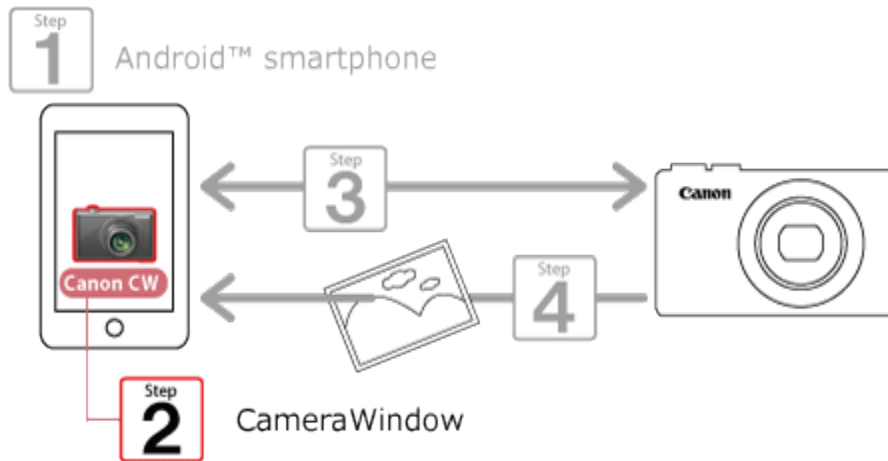 Step
1
Android™ smartphone
Step
3
Canon
Canon CW
Step
4
Step
2
CameraWindow